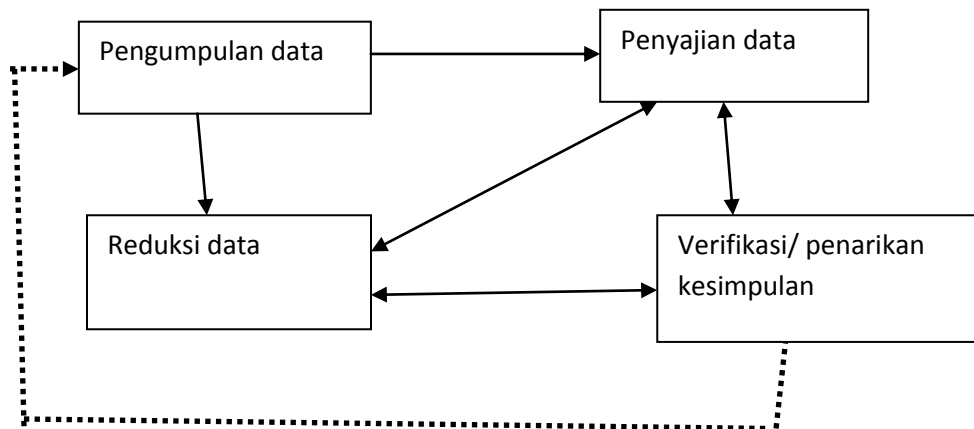 Pengumpulan data
Penyajian data
Reduksi data
Verifikasi/ penarikan
kesimpulan